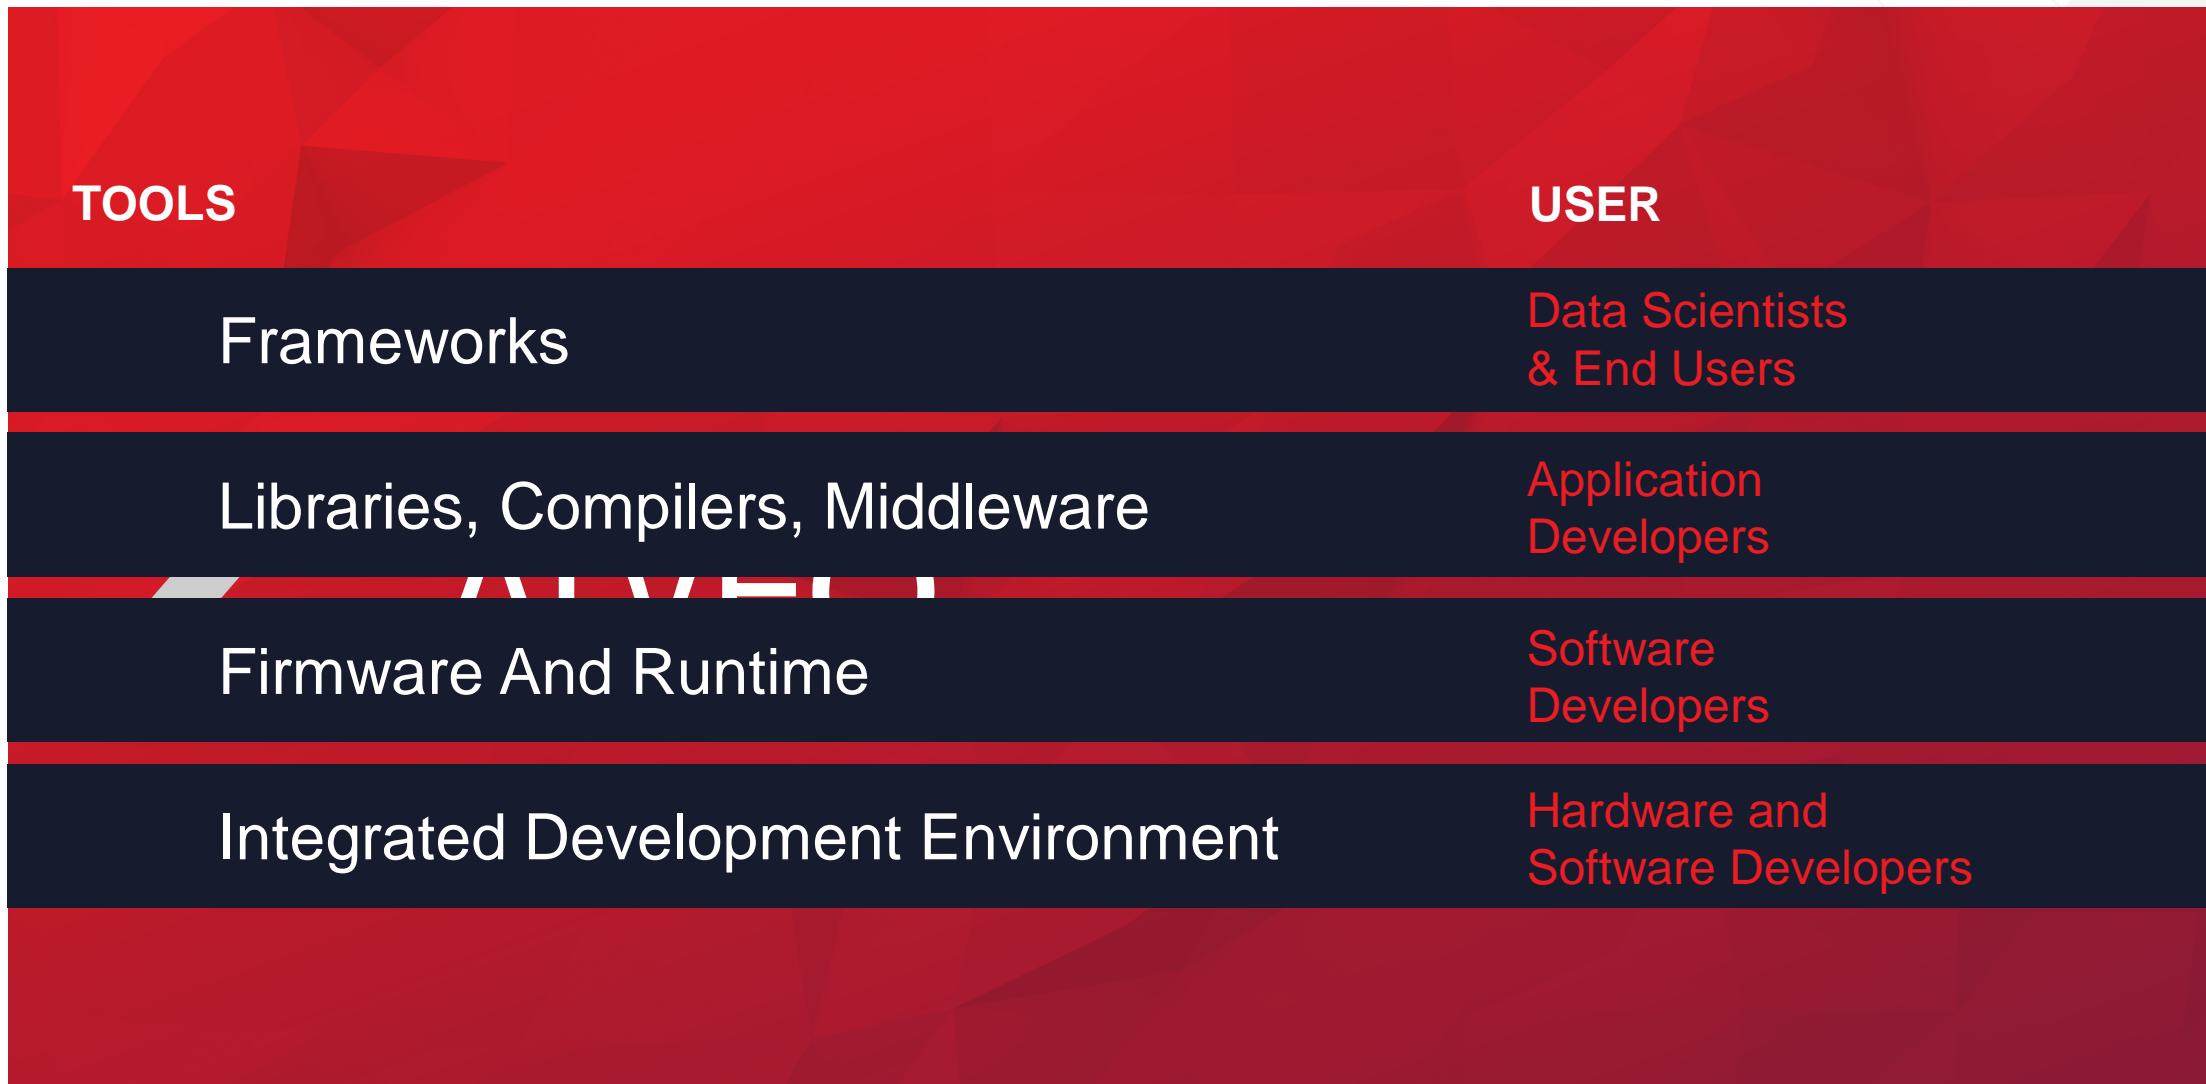 TOOLS USER
Frameworks
Data Scientists
& End Users
Libraries, Compilers, Middleware
Application
Developers
Firmware And Runtime
Software
Developers
Integrated Development Environment
Hardware and
Software Developers